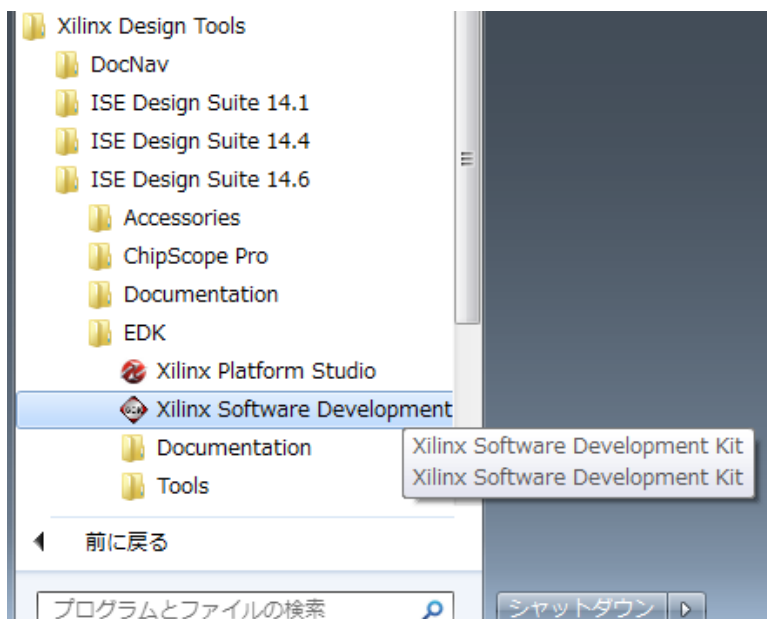 Xilinx Design Tools
DocNav
ISE Design Suite 14.1
ISE Design Suite 14.4
ISE Design Suite 14.6
Accessories
ChipScope Pro
Documentation
EDK
Xilinx Platform Studio
Xilinx Software Development
Documentation
Tools
Xilinx Software Development Kit
Xilinx Software Development Kit
前に戻る
プログラムとファイルの検索
シャットダウン